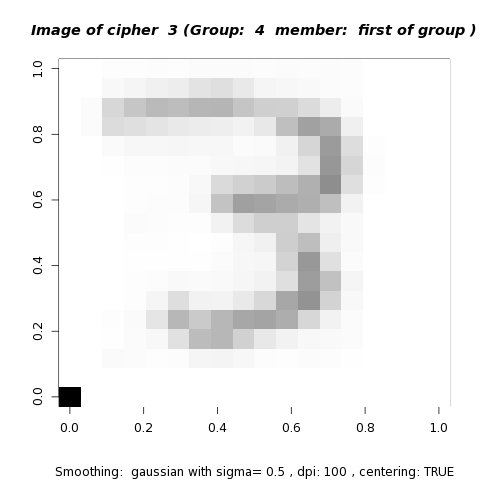 Image of cipher 3 (Group: 4 member: first of group )
1.0
0.8
0.6
0.4
0.2
0.0
0.0 0.2 0.4 0.6 0.8 1.0
Smoothing: gaussian with sigma= 0.5 , dpi: 100 , centering: TRUE